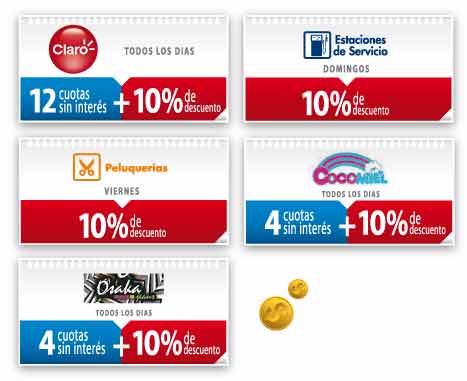 Claro
TODOS LOS DIAS
12 cuotas sin interés + 10% de descuento
Estaciones de Servicio
DOMINGOS
10% de descuento
Peluquerías
VIERNES
10% de descuento
COCOMIEL
TODOS LOS DIAS
4 cuotas sin interés + 10% de descuento
Osaka
TODOS LOS DIAS
4 cuotas sin interés + 10% de descuento